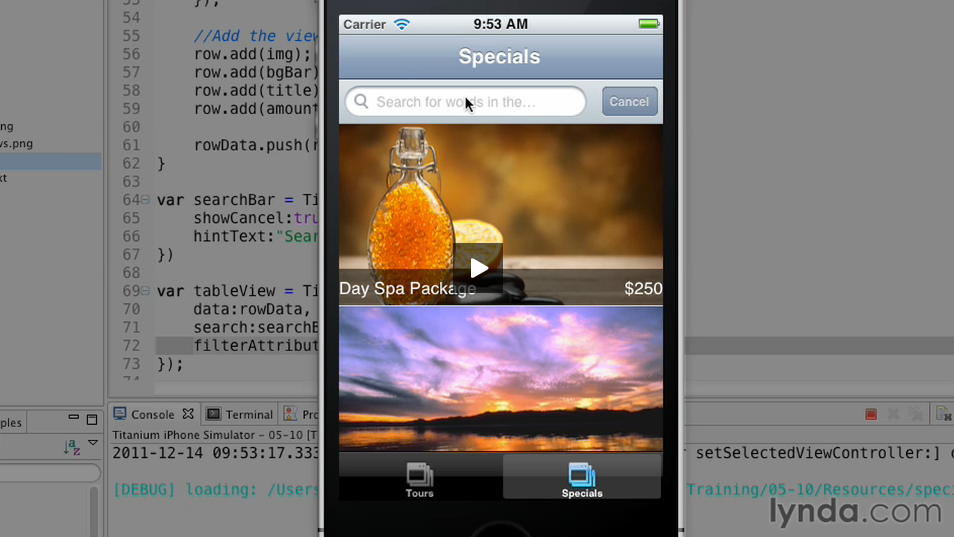 53 });
54
55 //Add the view
56 row.add(img);
57 row.add(bgBar)
58 row.add(title)
59 row.add(amount
60
61 rowData.push(r
62 }
63
64 var searchBar = Ti
65 showCancel:tru
66 hintText:"Sear
67 })
68
69 var tableView = Ti
70 data:rowData,
71 search:searchB
72 filterAttribut
73 });
74
ng
ws.png
xt
ples
Carrier 9:53 AM
Specials
Search for words in the…
Cancel
Day Spa Package $250
Tours
Specials
Console
Terminal
Pro
Titanium iPhone Simulator – 05-10 [T
2011-12-14 09:53:17.333 r setSelectedViewController:]
[DEBUG] loading: /Users Training/05-10/Resources/spec
lynda.com